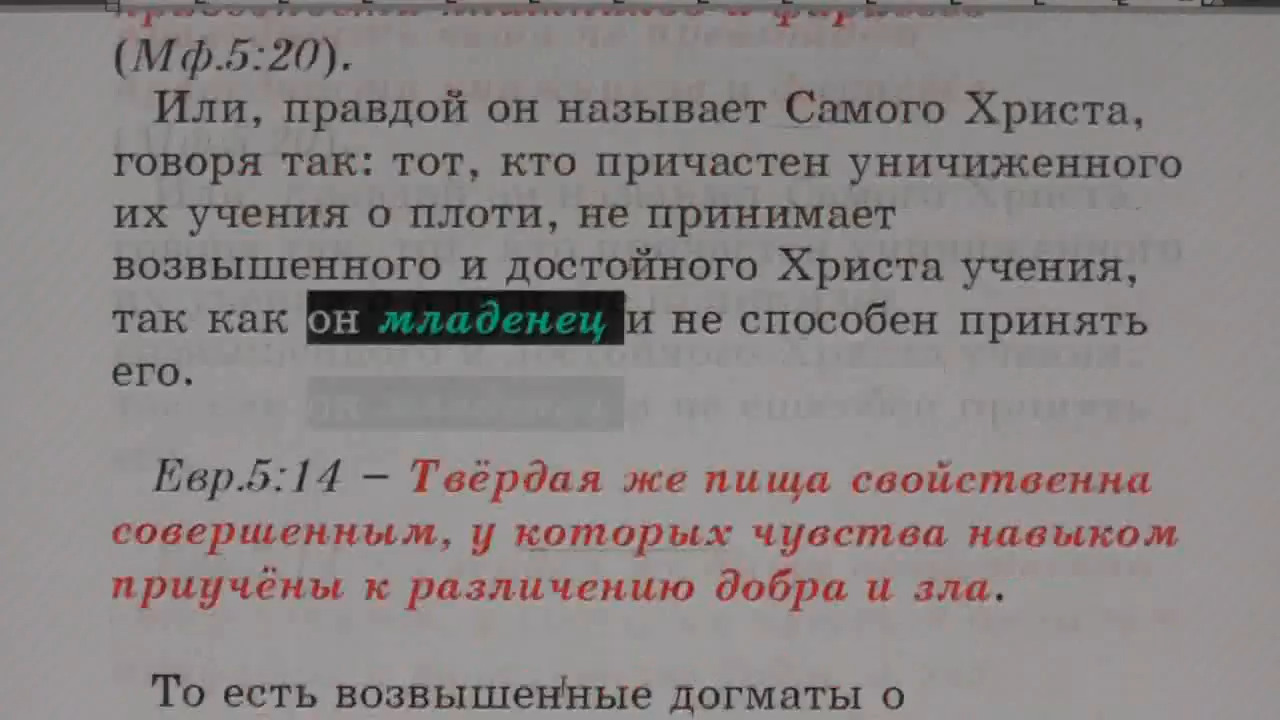 (Мф.5:20).
Или, правдой он называет Самого Христа,
говоря так: тот, кто причастен уничиженного
их учения о плоти, не принимает
возвышенного и достойного Христа учения,
так как он младенец и не способен принять
его.
Евр.5:14 – Твёрдая же пища свойственна
совершенным, у которых чувства навыком
приучёны к различению добра и зла.
То есть возвышенные догматы о